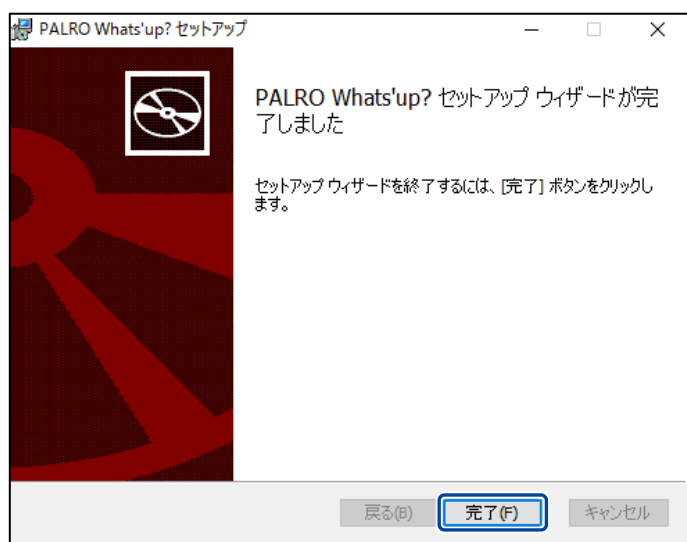 PALRO Whats'up? セットアップ
PALRO Whats'up? セットアップ ウィザードが完
了しました
セットアップ ウィザードを終了するには、[完了] ボタンをクリックし
ます。
戻る(B) 完了(F) キャンセル